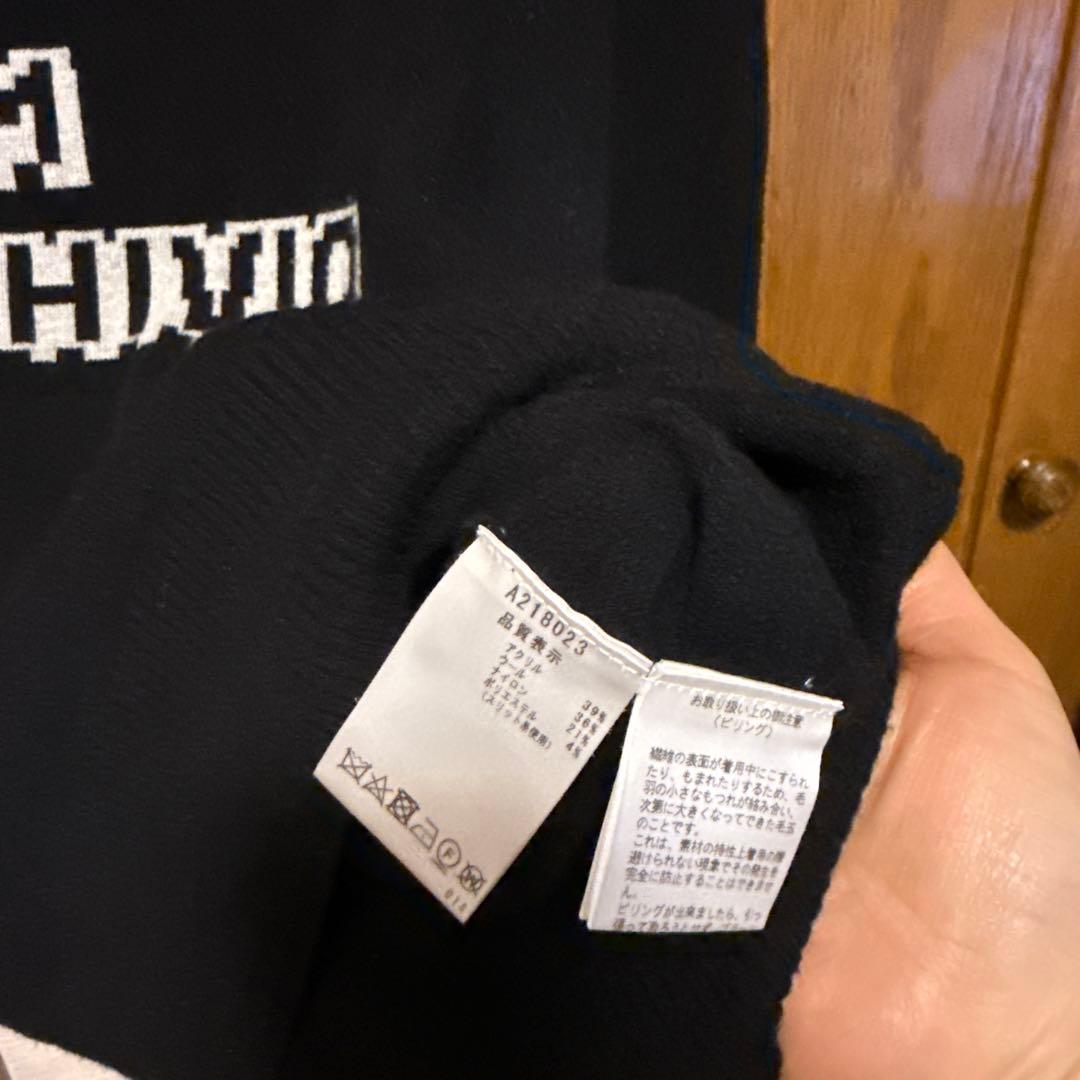 A218023
品質表示
アクリル 39%
ウール 36%
ナイロン 21%
ポリエステル 4%
(スリット糸使用)
F
W
お取り扱い上の御注意
(ピリング)
繊維の表面が着用中にこすられ
たり、もまれたりするため、毛
羽の小さなもつれが絡み合い、
次第に大きくなってできた毛玉
のことです。
これは、素材の特性上着用の際
避けられない現象でその発生を
完全に防止することはできませ
ん。
ピリングが出来ましたら、引っ